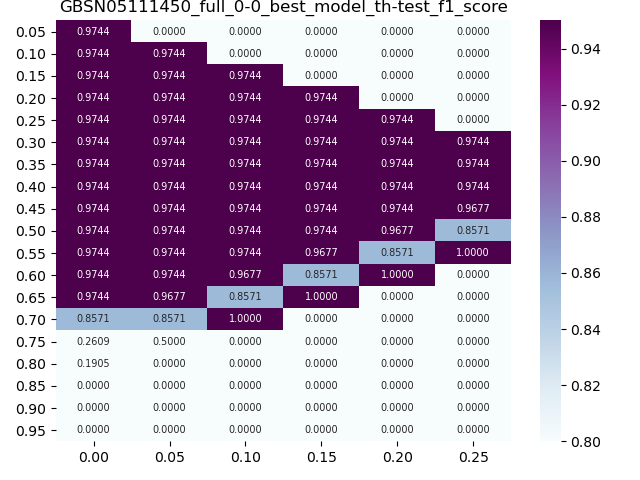 GBSN05111450_full_0-0_best_model_th-test_f1_score
0.05 0.9744 0.0000 0.0000 0.0000 0.0000 0.0000
0.10 0.9744 0.9744 0.0000 0.0000 0.0000 0.0000
0.15 0.9744 0.9744 0.9744 0.0000 0.0000 0.0000
0.20 0.9744 0.9744 0.9744 0.9744 0.0000 0.0000
0.25 0.9744 0.9744 0.9744 0.9744 0.9744 0.0000
0.30 0.9744 0.9744 0.9744 0.9744 0.9744 0.9744
0.35 0.9744 0.9744 0.9744 0.9744 0.9744 0.9744
0.40 0.9744 0.9744 0.9744 0.9744 0.9744 0.9744
0.45 0.9744 0.9744 0.9744 0.9744 0.9744 0.9677
0.50 0.9744 0.9744 0.9744 0.9744 0.9677 0.8571
0.55 0.9744 0.9744 0.9744 0.9677 0.8571 1.0000
0.60 0.9744 0.9744 0.9677 0.8571 1.0000 0.0000
0.65 0.9744 0.9677 0.8571 1.0000 0.0000 0.0000
0.70 0.8571 0.8571 1.0000 0.0000 0.0000 0.0000
0.75 0.2609 0.5000 0.0000 0.0000 0.0000 0.0000
0.80 0.1905 0.0000 0.0000 0.0000 0.0000 0.0000
0.85 0.0000 0.0000 0.0000 0.0000 0.0000 0.0000
0.90 0.0000 0.0000 0.0000 0.0000 0.0000 0.0000
0.95 0.0000 0.0000 0.0000 0.0000 0.0000 0.0000
0.00 0.05 0.10 0.15 0.20 0.25
0.94
0.92
0.90
0.88
0.86
0.84
0.82
0.80